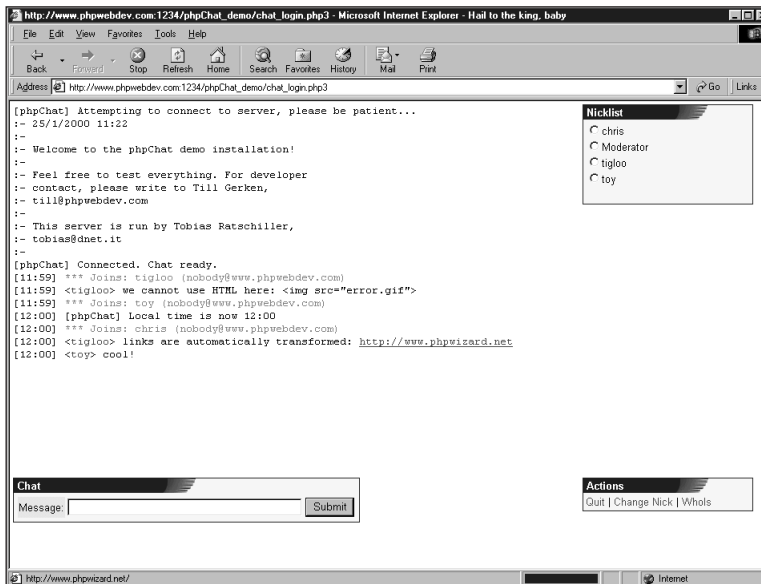 http://www.phpwebdev.com:1234/phpChat_demo/chat_login.php3 - Microsoft Internet Explorer - Hail to the king, baby
File Edit View Favorites Tools Help
Back Forward Stop Refresh Home Search Favorites History Mail Print
Address http://www.phpwebdev.com:1234/phpChat_demo/chat_login.php3 Go Links
[phpChat] Attempting to connect to server, please be patient...
:- 25/1/2000 11:22
:-
:- Welcome to the phpChat demo installation!
:-
:- Feel free to test everything. For developer
:- contact, please write to Till Gerken,
:- till@phpwebdev.com
:-
:- This server is run by Tobias Ratschiller,
:- tobias@dnet.it
:-
[phpChat] Connected. Chat ready.
[11:59] *** Joins: tigloo (nobody@www.phpwebdev.com)
[11:59] <tigloo> we cannot use HTML here: <img src="error.gif">
[11:59] *** Joins: toy (nobody@www.phpwebdev.com)
[12:00] [phpChat] Local time is now 12:00
[12:00] *** Joins: chris (nobody@www.phpwebdev.com)
[12:00] <tigloo> links are automatically transformed: http://www.phpwizard.net
[12:00] <toy> cool!
Nicklist
chris
Moderator
tigloo
toy
Chat
Message: Submit
Actions
Quit | Change Nick | WhoIs
http://www.phpwizard.net/ Internet